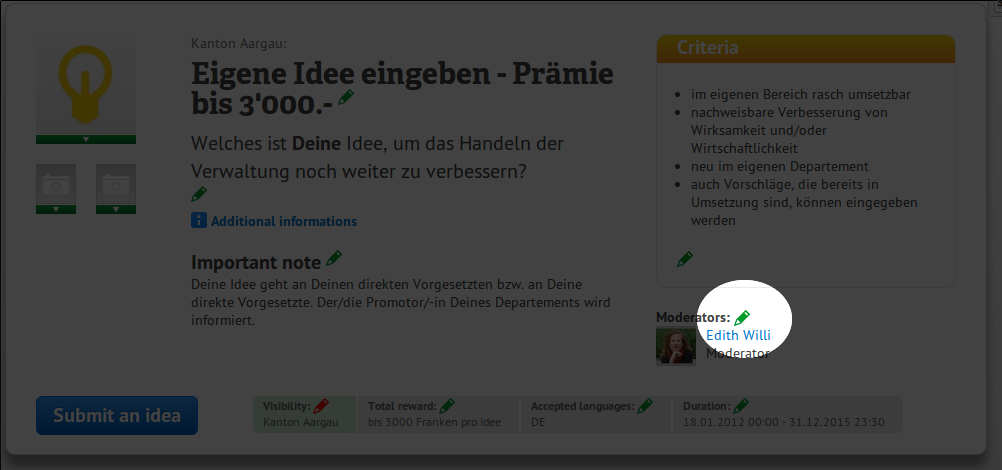 Kanton Aargau:
Eigene Idee eingeben - Prämie
bis 3'000.-
Welches ist Deine Idee, um das Handeln der
Verwaltung noch weiter zu verbessern?
Additional informations
Important note
Deine Idee geht an Deinen direkten Vorgesetzten bzw. an Deine
direkte Vorgesetzte. Der/die Promotor/-in Deines Departements wird
informiert.
Criteria
im eigenen Bereich rasch umsetzbar
nachweisbare Verbesserung von
Wirksamkeit und/oder
Wirtschaftlichkeit
neu im eigenen Departement
auch Vorschläge, die bereits in
Umsetzung sind, können eingegeben
werden
Moderators:
Edith Willi
Moderator
Submit an idea
Visibility:
Kanton Aargau
Total reward:
bis 3000 Franken pro Idee
Accepted languages:
DE
Duration:
18.01.2012 00:00 - 31.12.2015 23:30